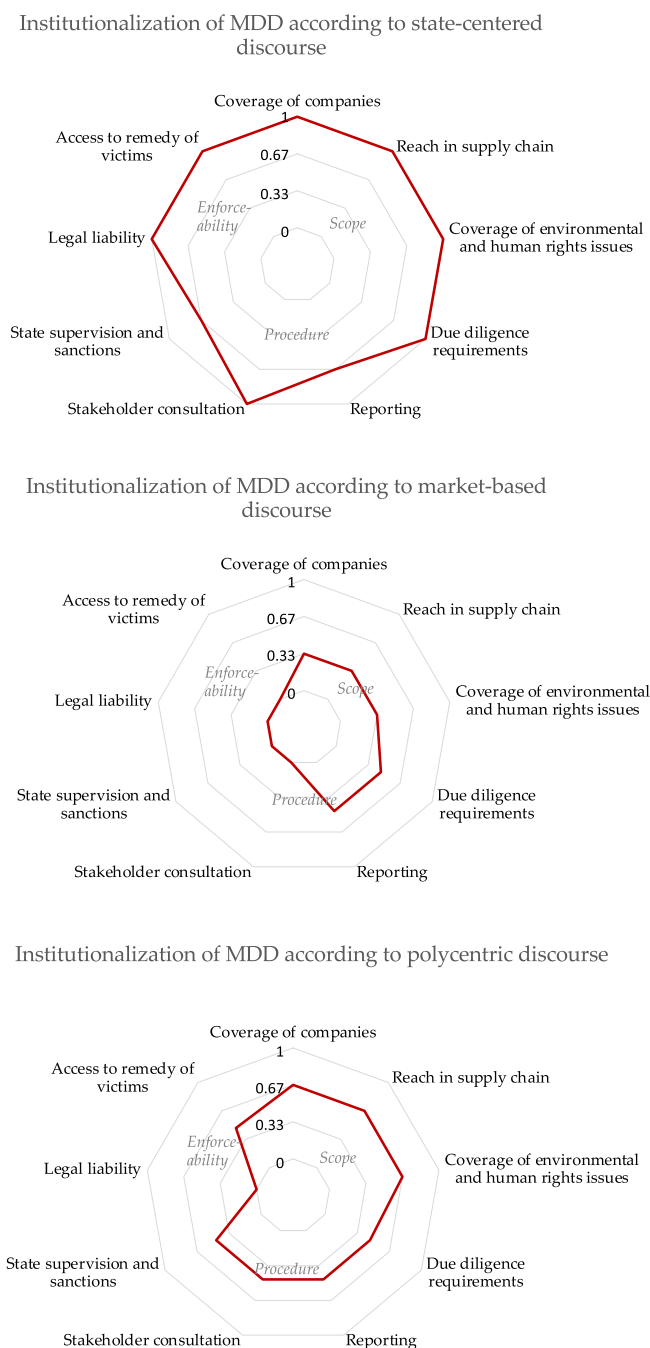 Institutionalization of MDD according to state-centered
discourse
Coverage of companies
1
Access to remedy of
victims
Reach in supply chain
0.67
0.33
Enforce-
ability
Scope
0
Legal liability
Coverage of environmental
and human rights issues
State supervision and
sanctions
Procedure
Due diligence
requirements
Stakeholder consultation
Reporting
Institutionalization of MDD according to market-based
discourse
Coverage of companies
1
Access to remedy of
victims
Reach in supply chain
0.67
0.33
Enforce-
ability
Scope
0
Legal liability
Coverage of environmental
and human rights issues
State supervision and
sanctions
Procedure
Due diligence
requirements
Stakeholder consultation
Reporting
Institutionalization of MDD according to polycentric discourse
Coverage of companies
1
Access to remedy of
victims
Reach in supply chain
0.67
0.33
Enforce-
ability
Scope
0
Legal liability
Coverage of environmental
and human rights issues
State supervision and
sanctions
Procedure
Due diligence
requirements
Stakeholder consultation
Reporting